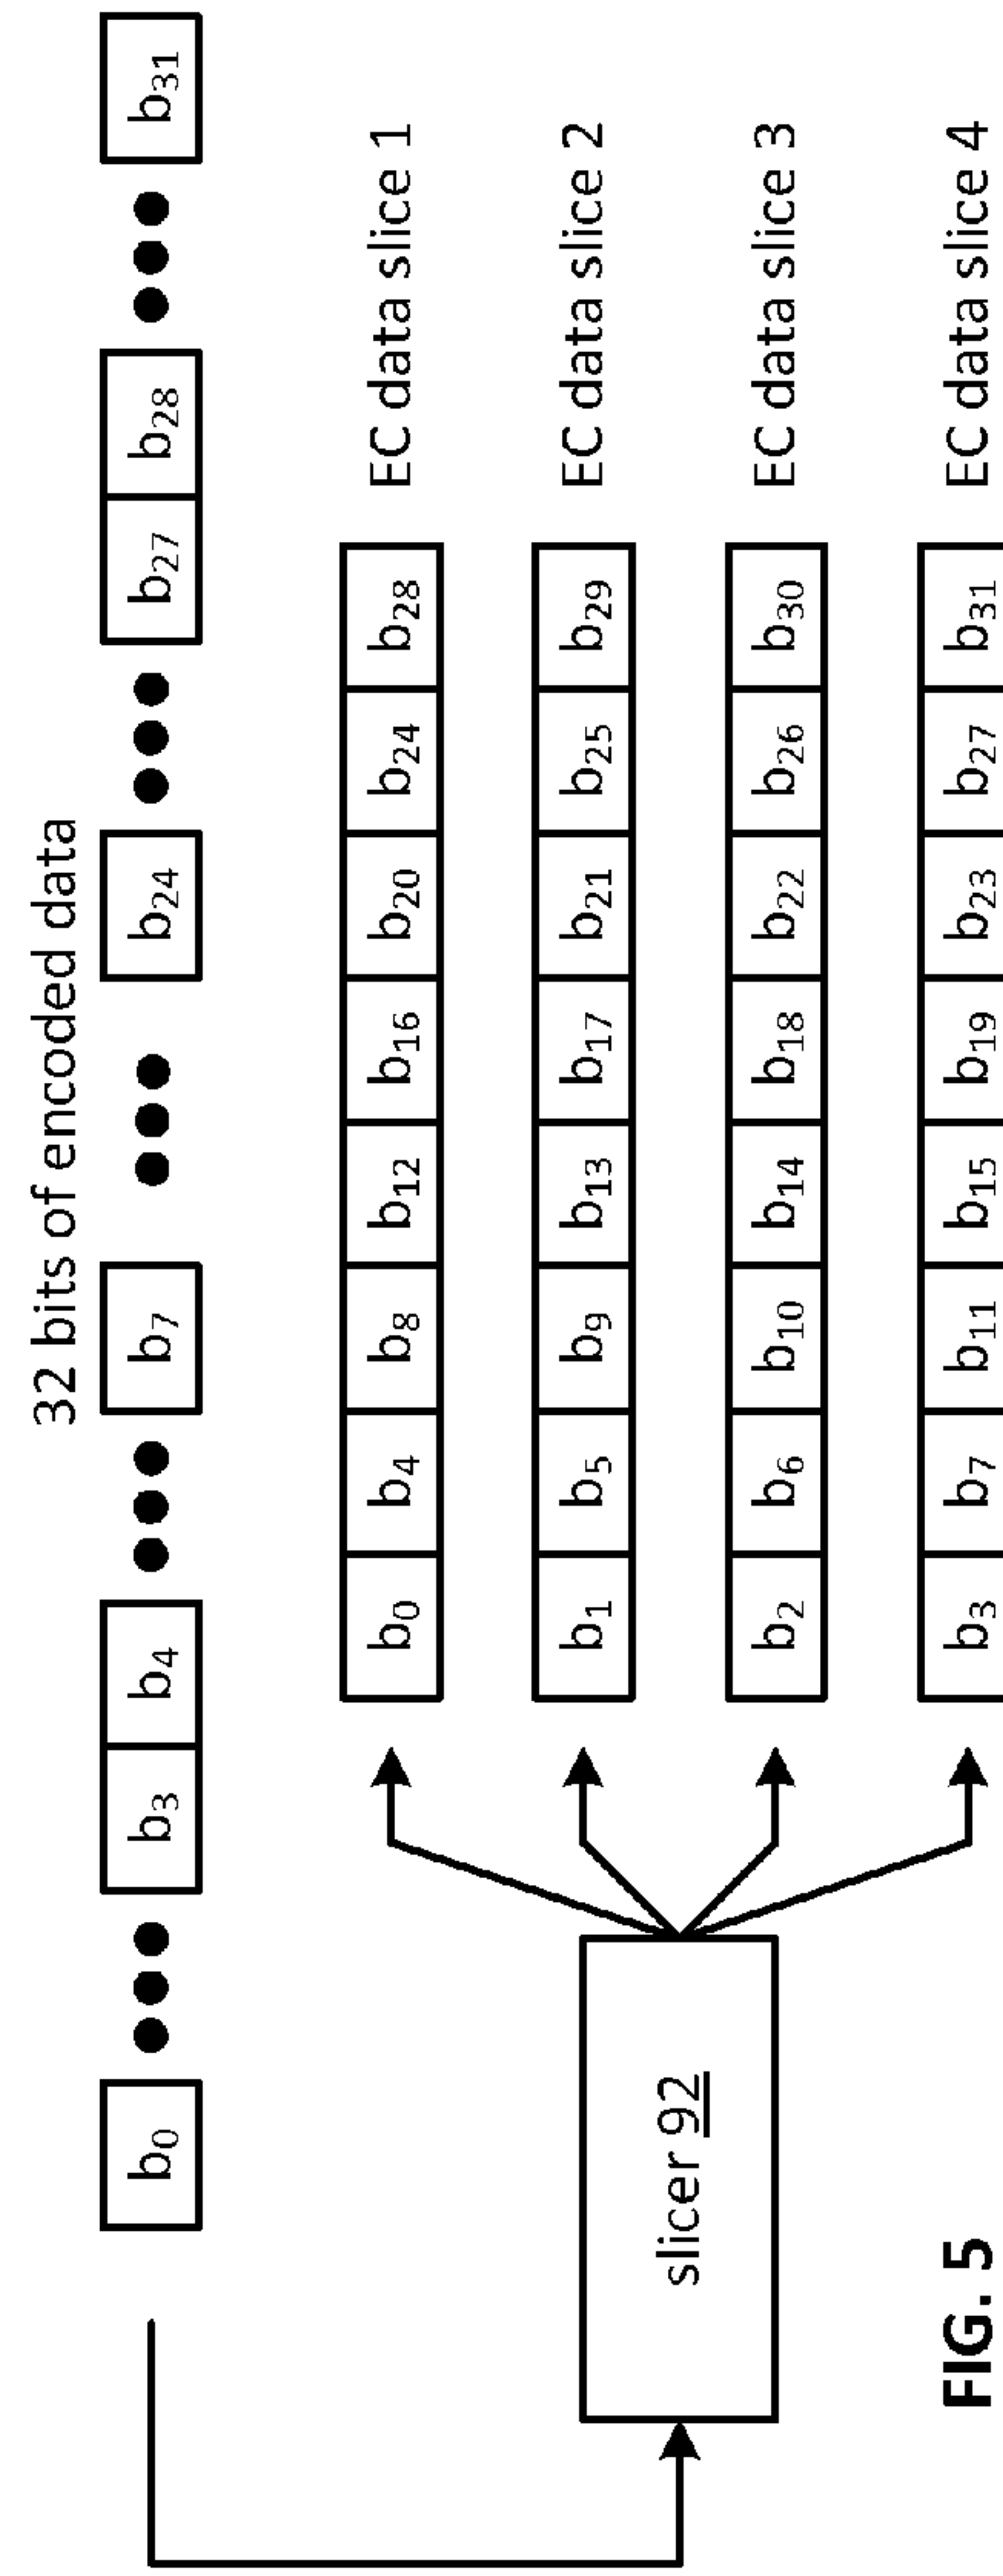 32 bits of encoded data
b0 b3 b4 b7 b24 b27 b28 b31
b0 b4 b8 b12 b16 b20 b24 b28 EC data slice 1
b1 b5 b9 b13 b17 b21 b25 b29 EC data slice 2
b2 b6 b10 b14 b18 b22 b26 b30 EC data slice 3
b3 b7 b11 b15 b19 b23 b27 b31 EC data slice 4
slicer 92
FIG. 5